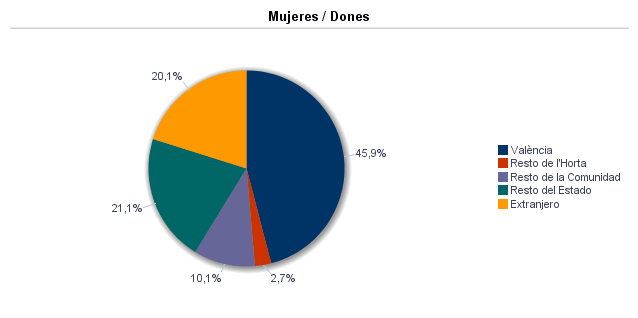 Mujeres / Dones
20,1%
45,9%
21,1%
10,1%
2,7%
València
Resto de l'Horta
Resto de la Comunidad
Resto del Estado
Extranjero